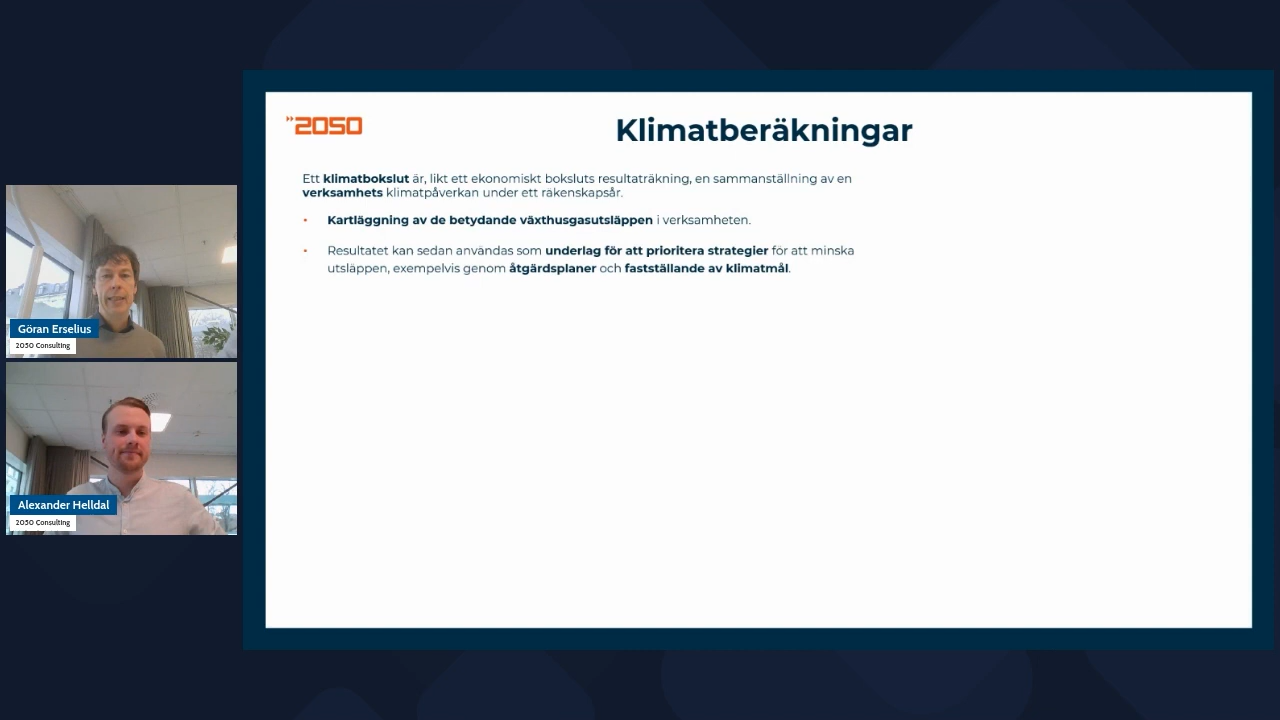 »2050
Klimatberäkningar
Ett klimatbokslut är, likt ett ekonomiskt boksluts resultaträkning, en sammanställning av en
verksamhets klimatpåverkan under ett räkenskapsår.
• Kartläggning av de betydande växthusgasutsläppen i verksamheten.
• Resultatet kan sedan användas som underlag för att prioritera strategier för att minska
utsläppen, exempelvis genom åtgärdsplaner och fastställande av klimatmål.
Göran Erselius
2050 Consulting
Alexander Helldal
2050 Consulting